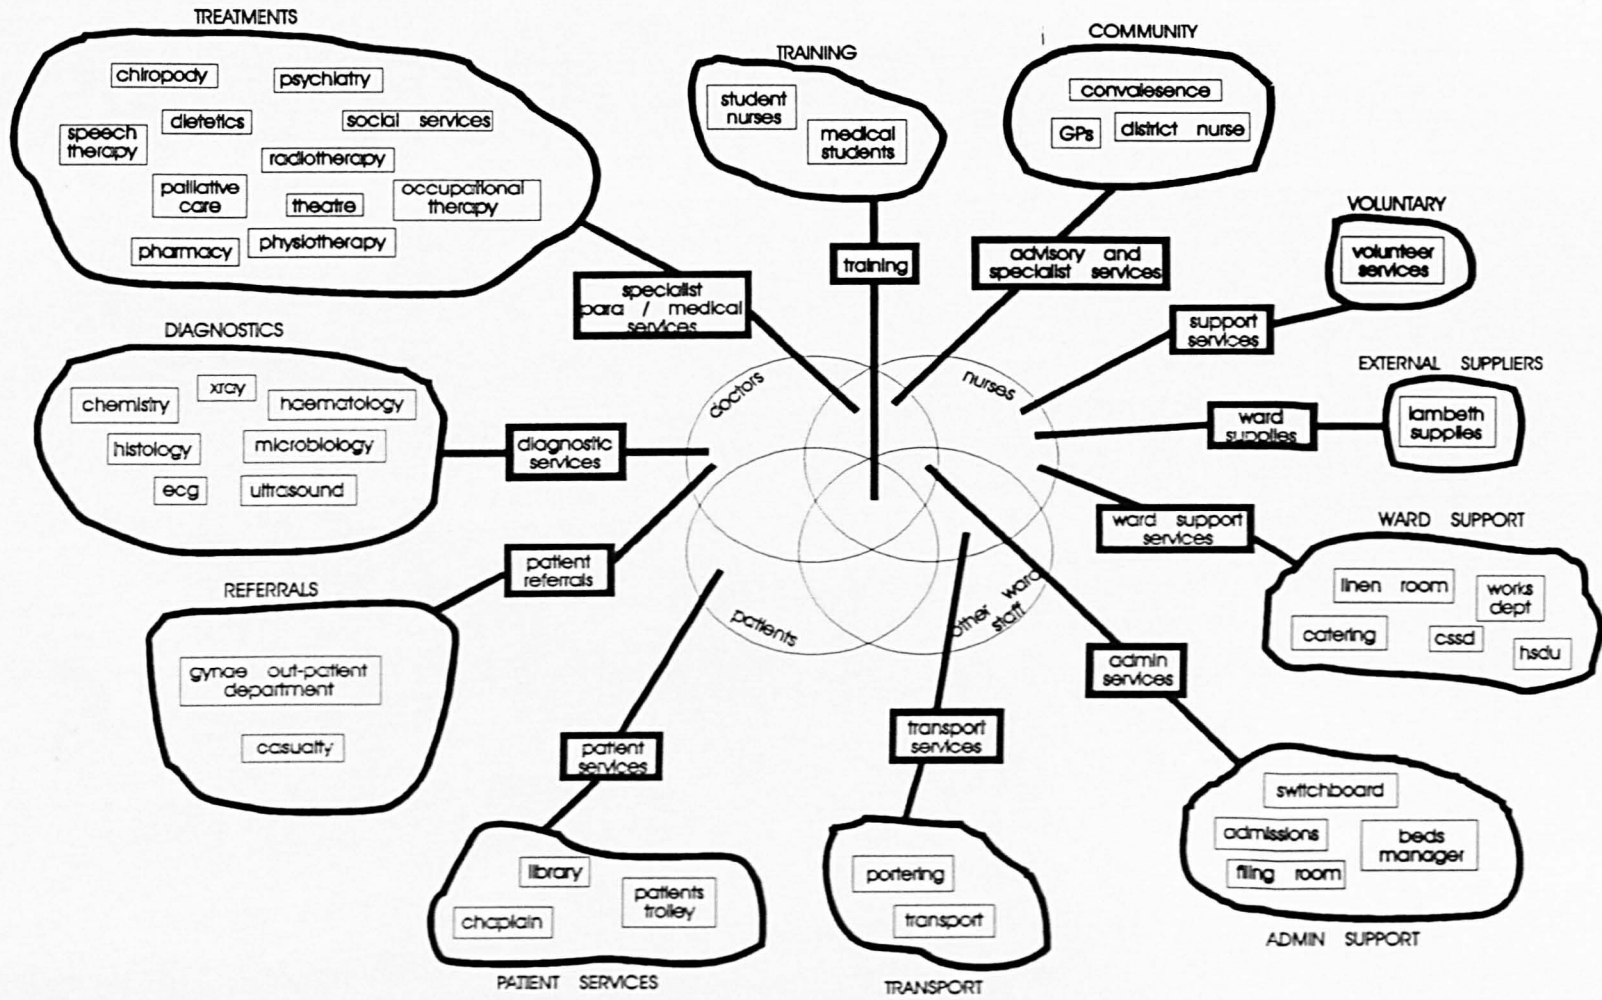 TREATMENTS
chiropody
psychiatry
dietetics
social services
speech
therapy
radiotherapy
palliative
care
theatre
occupational
therapy
pharmacy
physiotherapy
TRAINING
student
nurses
medical
students
COMMUNITY
convalesence
GPs
district nurse
VOLUNTARY
volunteer
services
training
advisory and
specialist services
specialist
para / medical
services
support
services
DIAGNOSTICS
chemistry
xray
haematology
histology
microbiology
ecg
ultrasound
diagnostic
services
doctors
nurses
patients
other ward
staff
EXTERNAL SUPPLIERS
lambeth
supplies
ward
supplies
WARD SUPPORT
linen room
works
dept
catering
cssd
hsdu
ward support
services
patient
referrals
REFERRALS
gynae out-patient
department
casualty
admin
services
patient
services
transport
services
switchboard
admissions
beds
manager
filing room
ADMIN SUPPORT
library
patients
trolley
chaplain
PATIENT SERVICES
portering
transport
TRANSPORT